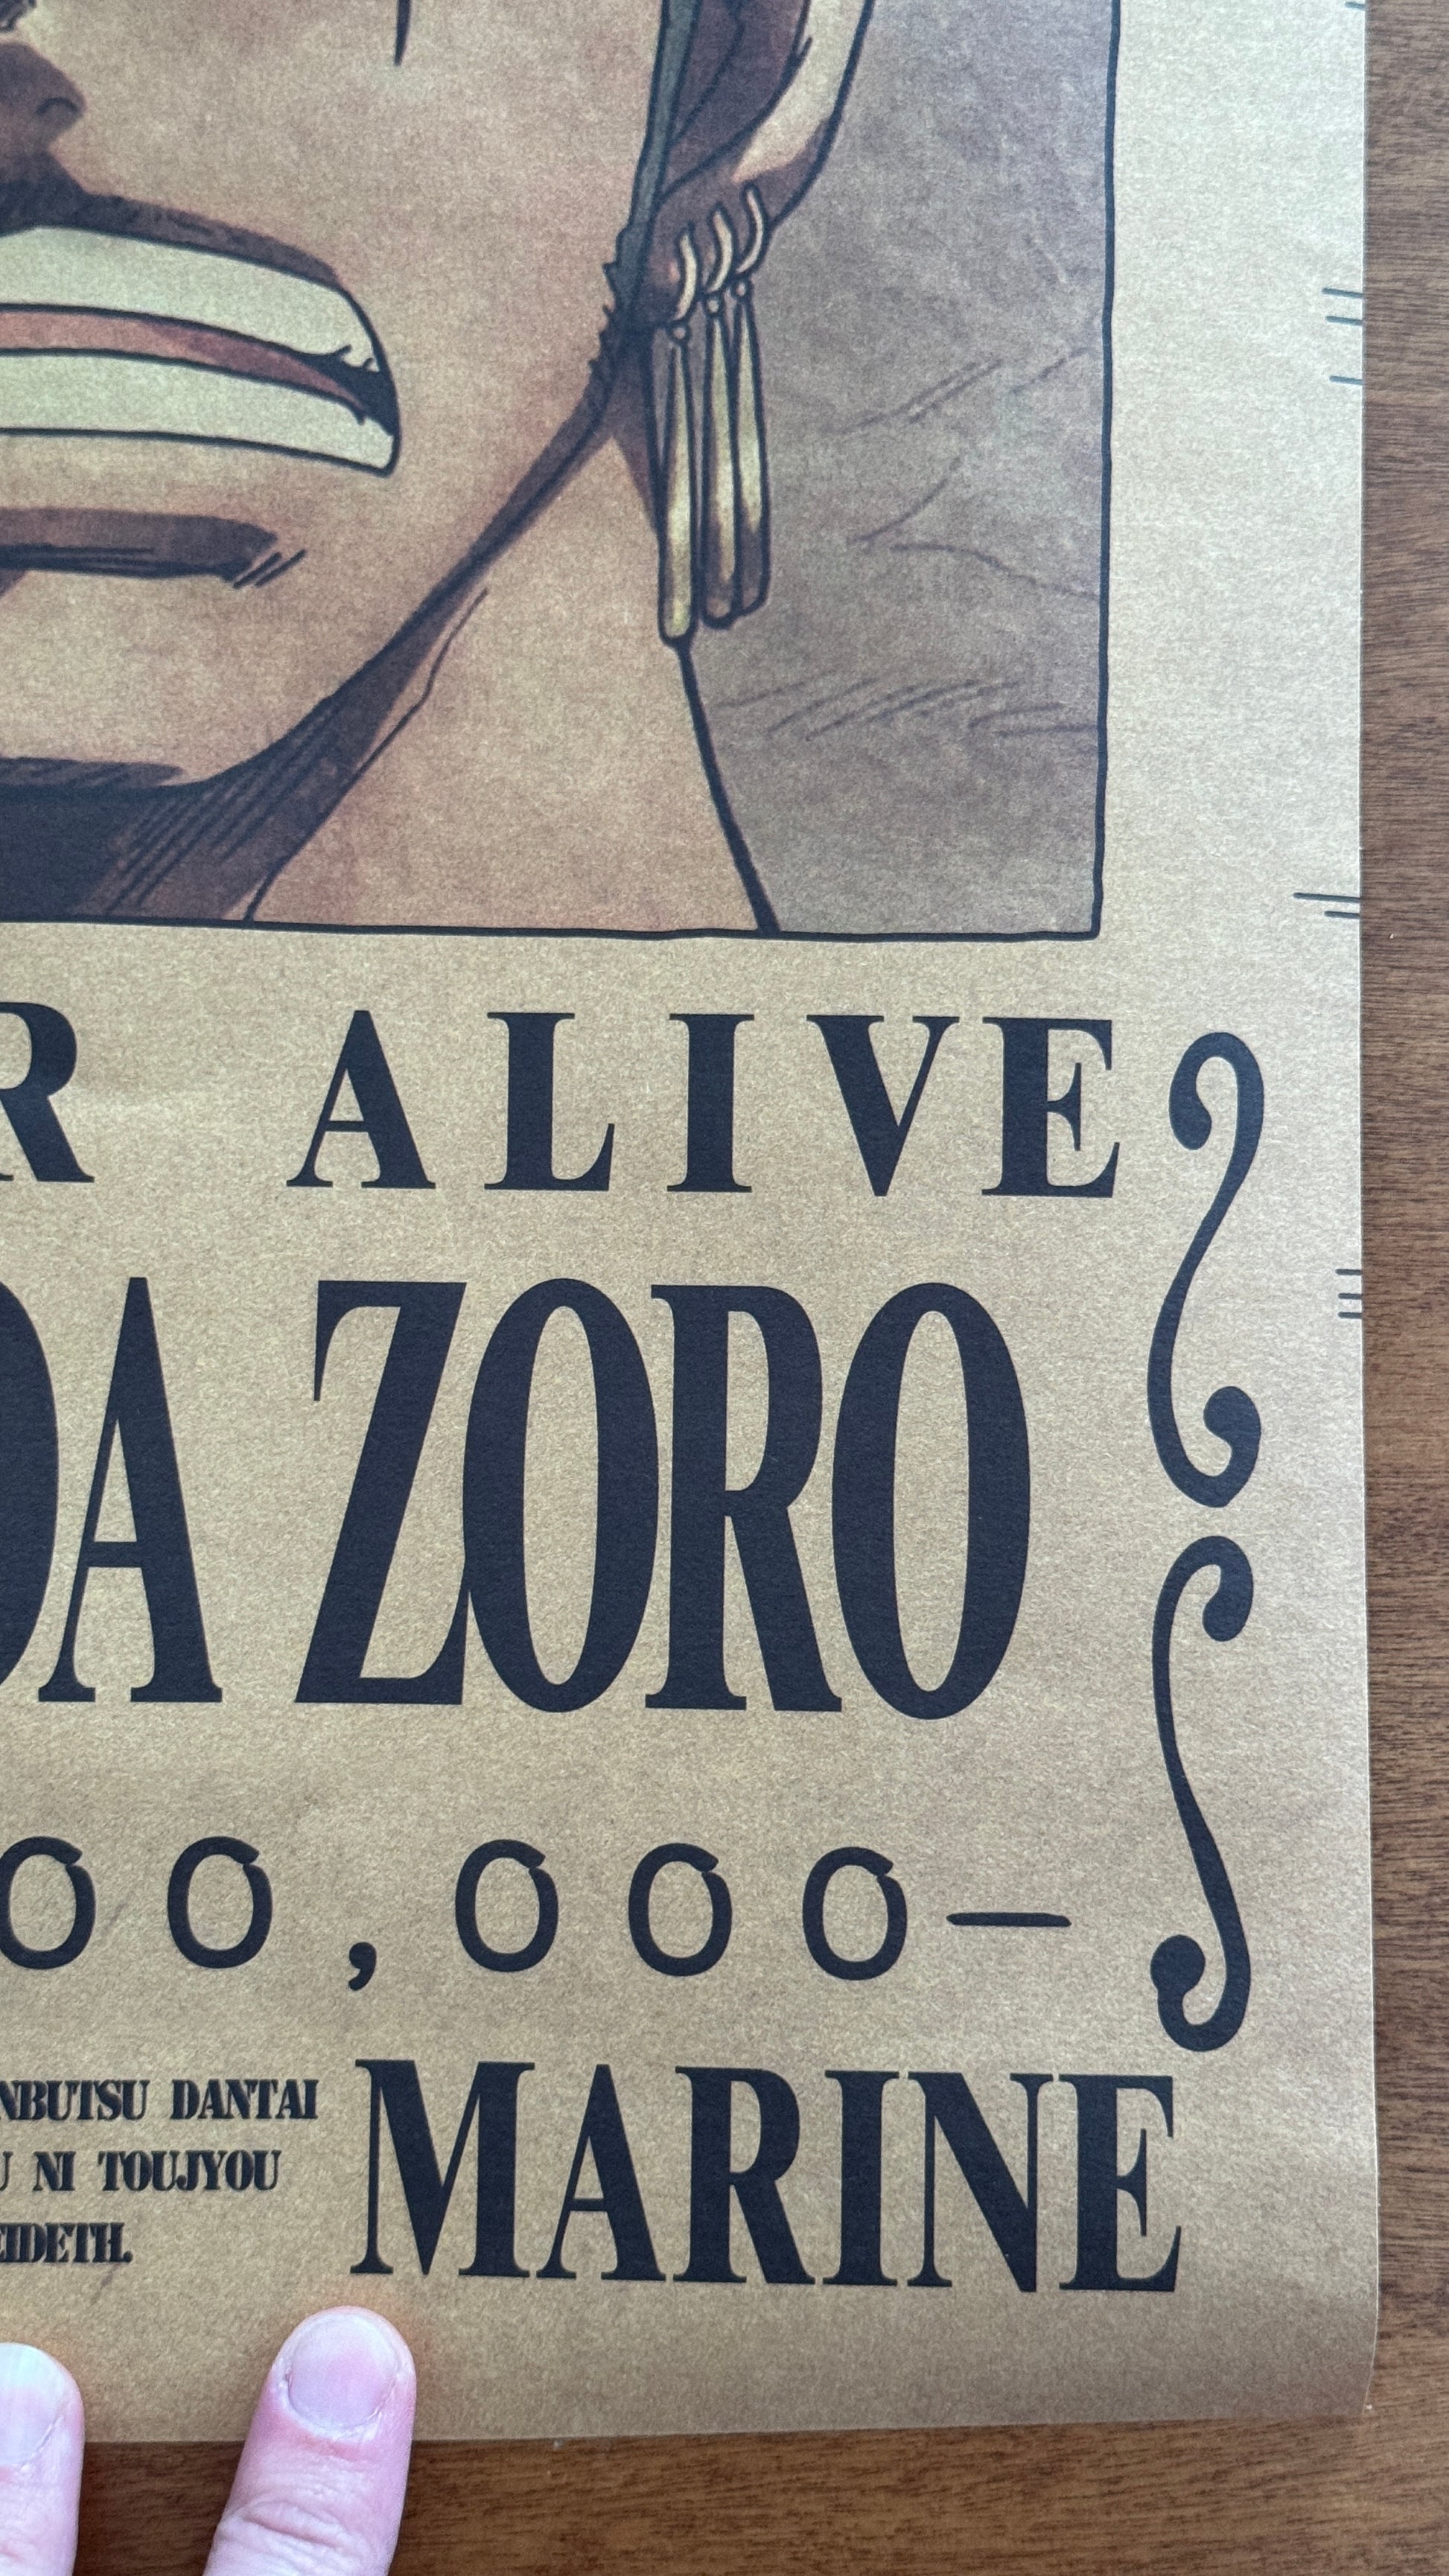 R ALIVE
DA ZORO
00,000–
NBUTSU DANTAI MARINE
U NI TOUJYOU
EIDETH.